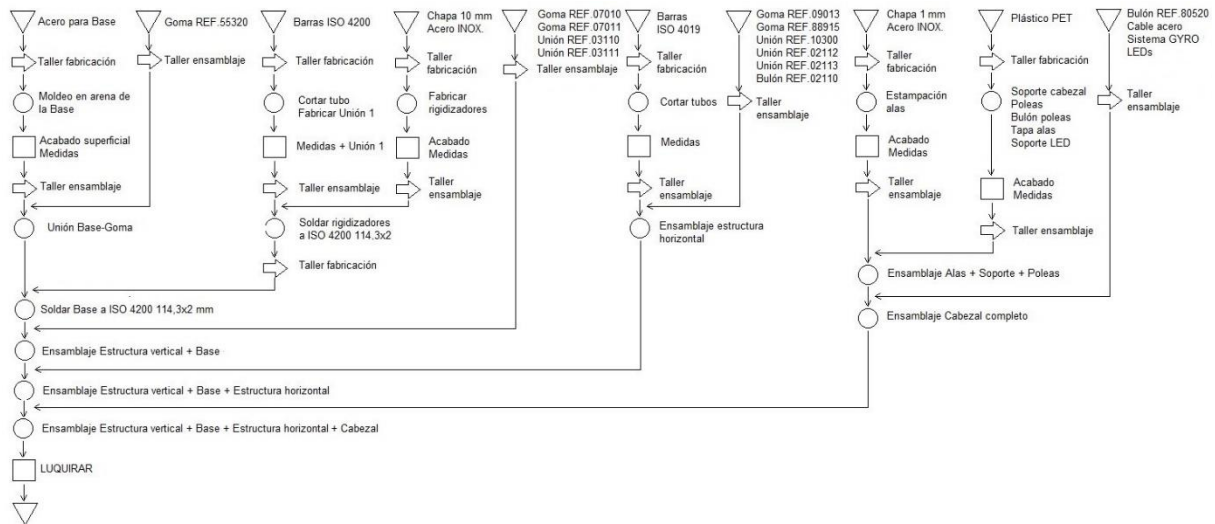 Acero para Base
Goma REF.55320
Barras ISO 4200
Chapa 10 mm
Acero INOX.
Goma REF.07010
Goma REF.07011
Unión REF.03110
Unión REF.03111
Barras
ISO 4019
Goma REF.09013
Goma REF.88915
Unión REF.10300
Unión REF.02112
Unión REF.02113
Bulón REF.02110
Chapa 1 mm
Acero INOX.
Plástico PET
Bulón REF.80520
Cable acero
Sistema GYRO
LEDs
Taller fabricación
Taller ensamblaje
Taller fabricación
Taller
fabricación
Taller ensamblaje
Taller
fabricación
Taller
ensamblaje
Taller
fabricación
Taller fabricación
Taller
ensamblaje
Moldeo en arena de
la Base
Cortar tubo
Fabricar Unión 1
Fabricar
rigidizadores
Cortar tubos
Estampación
alas
Soporte cabezal
Poleas
Bulón poleas
Tapa alas
Soporte LED
Acabado superficial
Medidas
Medidas + Unión 1
Acabado
Medidas
Medidas
Acabado
Medidas
Acabado
Medidas
Taller ensamblaje
Taller ensamblaje
Taller
ensamblaje
Taller
ensamblaje
Taller
ensamblaje
Taller ensamblaje
Unión Base-Goma
Soldar rigidizadores
a ISO 4200 114.3x2
Ensamblaje estructura
horizontal
Taller fabricación
Ensamblaje Alas + Soporte + Poleas
Soldar Base a ISO 4200 114,3x2 mm
Ensamblaje Cabezal completo
Ensamblaje Estructura vertical + Base
Ensamblaje Estructura vertical + Base + Estructura horizontal
Ensamblaje Estructura vertical + Base + Estructura horizontal + Cabezal
LUQUIRAR